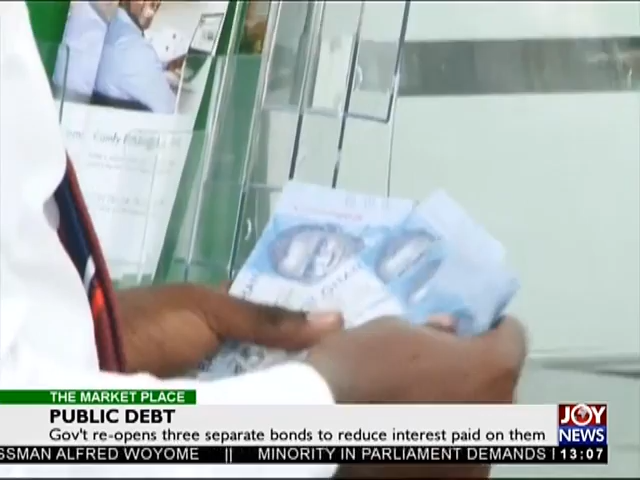 THE MARKET PLACE
PUBLIC DEBT
Gov't re-opens three separate bonds to reduce interest paid on them
JOY
NEWS
SSMAN ALFRED WOYOME || MINORITY IN PARLIAMENT DEMANDS I
13:07